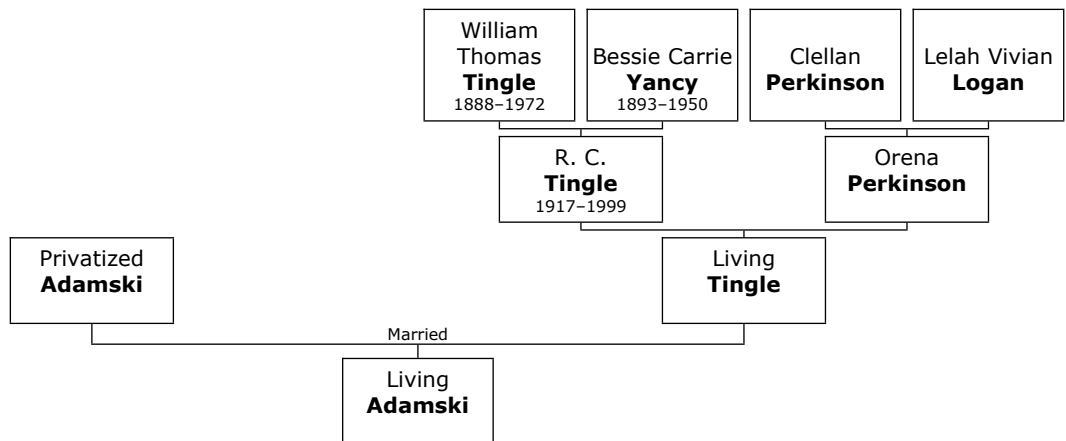 William
Thomas
Tingle
1888–1972
Bessie Carrie
Yancy
1893–1950
Clellan
Perkinson
Lelah Vivian
Logan
R. C.
Tingle
1917–1999
Orena
Perkinson
Privatized
Adamski
Living
Tingle
Married
Living
Adamski